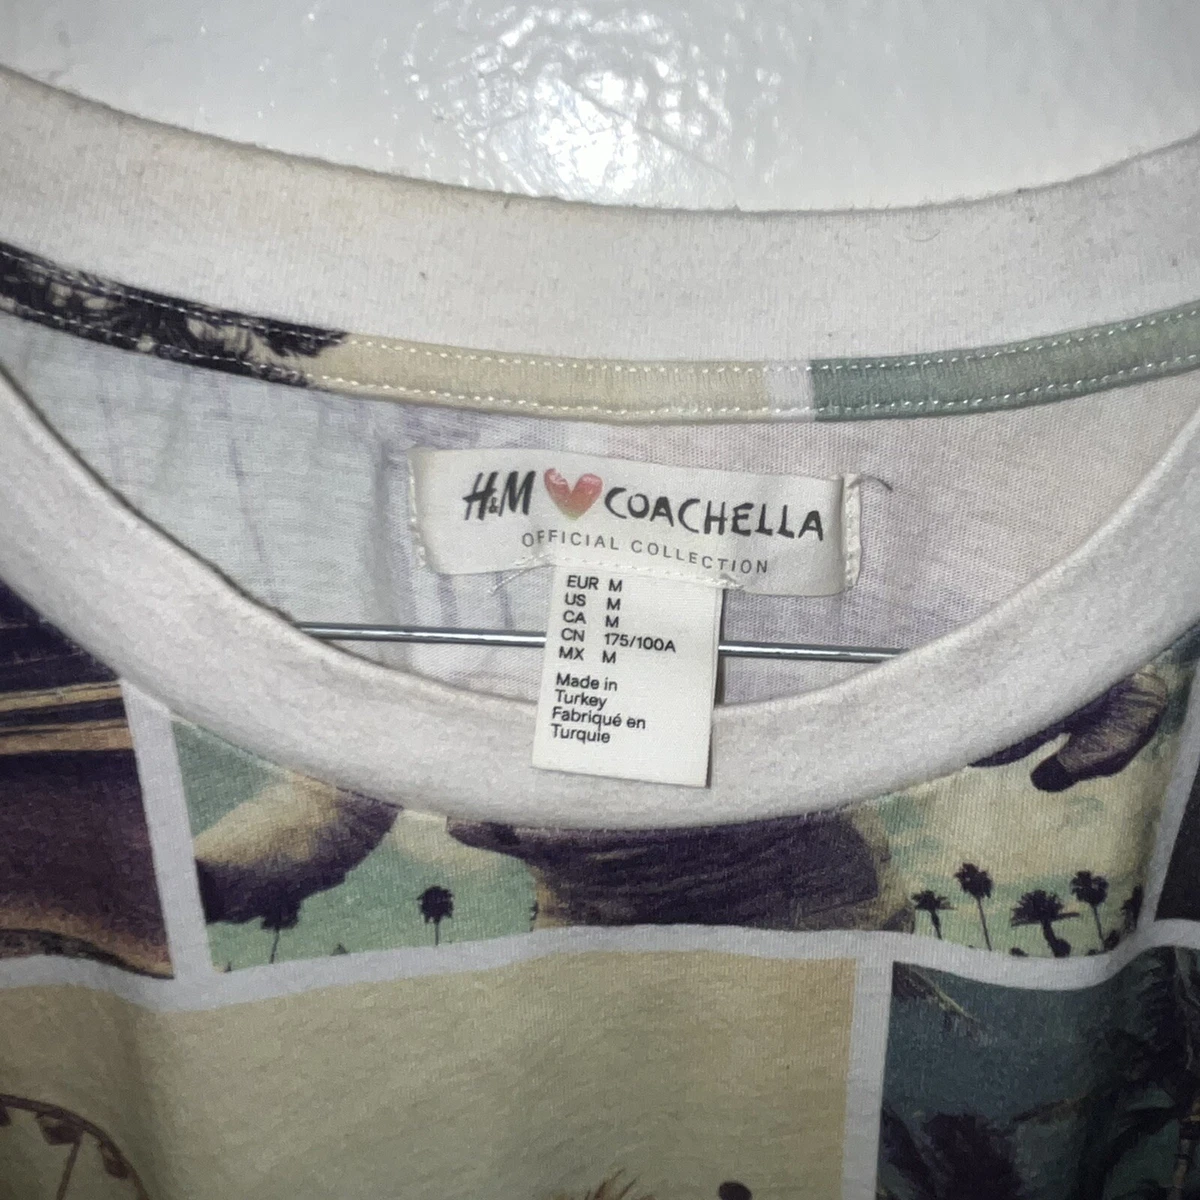 H&M COACHELLA
OFFICIAL COLLECTION
EUR M
US M
CA M
CN 175/100A
MX M
Made in
Turkey
Fabriqué en
Turquie